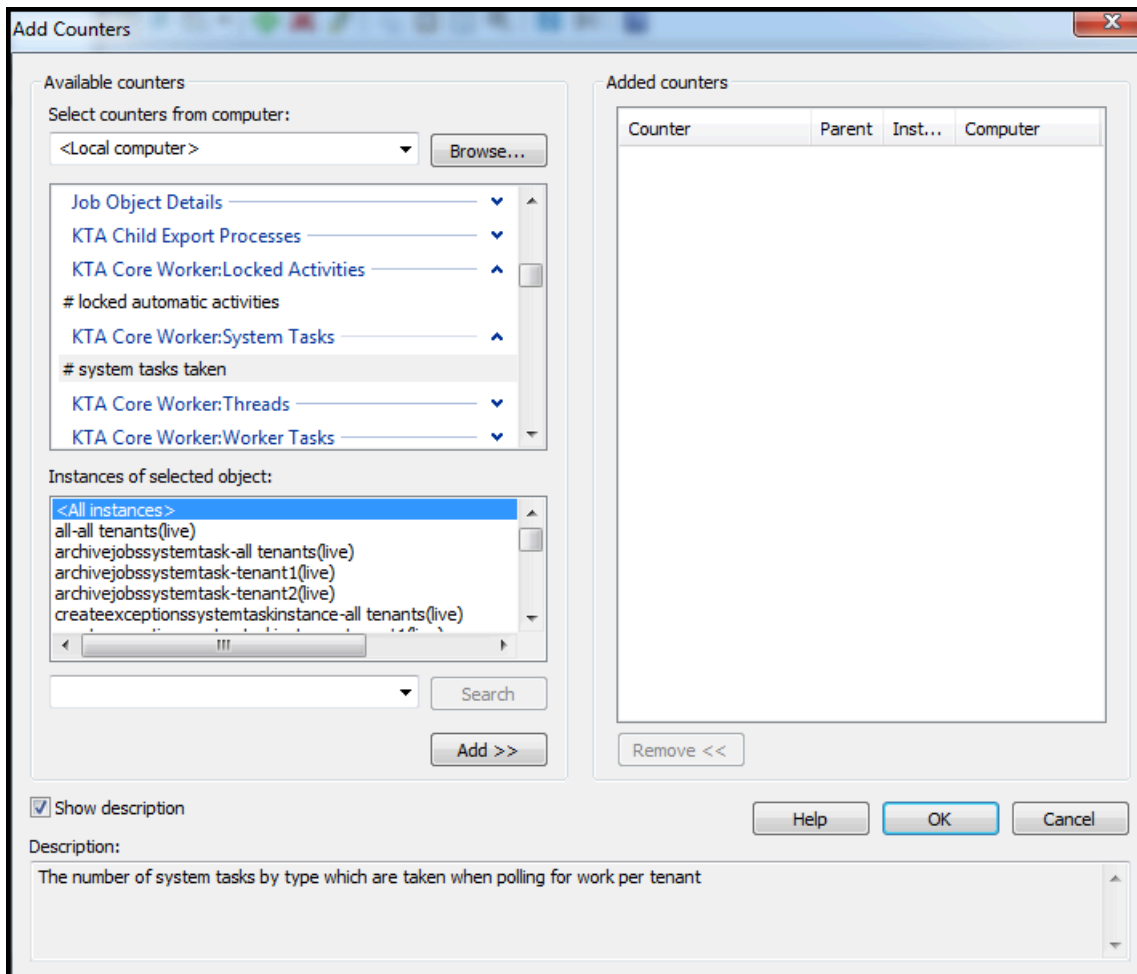 Add Counters
Available counters
Select counters from computer:
<Local computer>
Browse...
Job Object Details
KTA Child Export Processes
KTA Core Worker:Locked Activities
# locked automatic activities
KTA Core Worker:System Tasks
# system tasks taken
KTA Core Worker:Threads
KTA Core Worker:Worker Tasks
Instances of selected object:
<All instances>
all-all tenants(live)
archivejobssystemtask-all tenants(live)
archivejobssystemtask-tenant1(live)
archivejobssystemtask-tenant2(live)
createexceptionssystemtaskinstance-all tenants(live)
Search
Add >>
Added counters
Counter Parent Inst... Computer
Remove <<
Show description
Help OK Cancel
Description:
The number of system tasks by type which are taken when polling for work per tenant